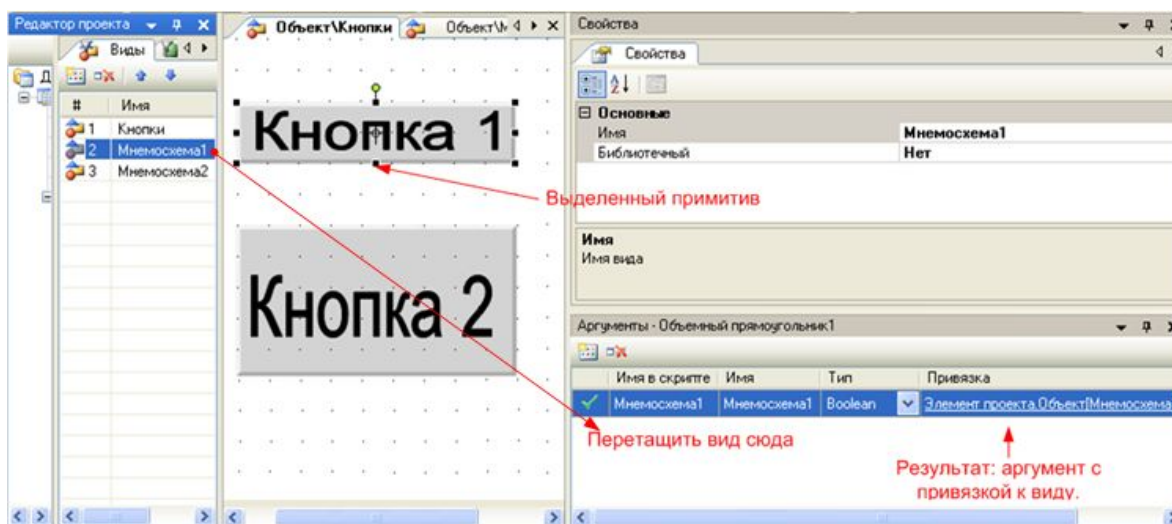 Редактор проекта
Виды
# Имя
1 Кнопки
2 Мнемосхема1
3 Мнемосхема2
Объект\Кнопки
Кнопка 1
Кнопка 2
Выделенный примитив
Свойства
Свойства
Основные
Имя Мнемосхема1
Библиотечный Нет
Имя
Имя вида
Аргументы - Объемный прямоугольник1
Имя в скрипте Имя Тип Привязка
Мнемосхема1 Мнемосхема1 Boolean Элемент проекта.Объект[Мнемосхема
Перетащить вид сюда
Результат: аргумент с
привязкой к виду.